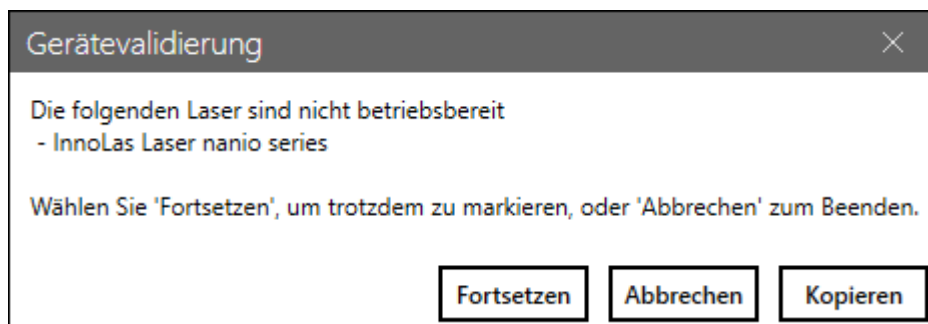 Gerätevalidierung
Die folgenden Laser sind nicht betriebsbereit
- InnoLas Laser nanio series
Wählen Sie 'Fortsetzen', um trotzdem zu markieren, oder 'Abbrechen' zum Beenden.
Fortsetzen Abbrechen Kopieren